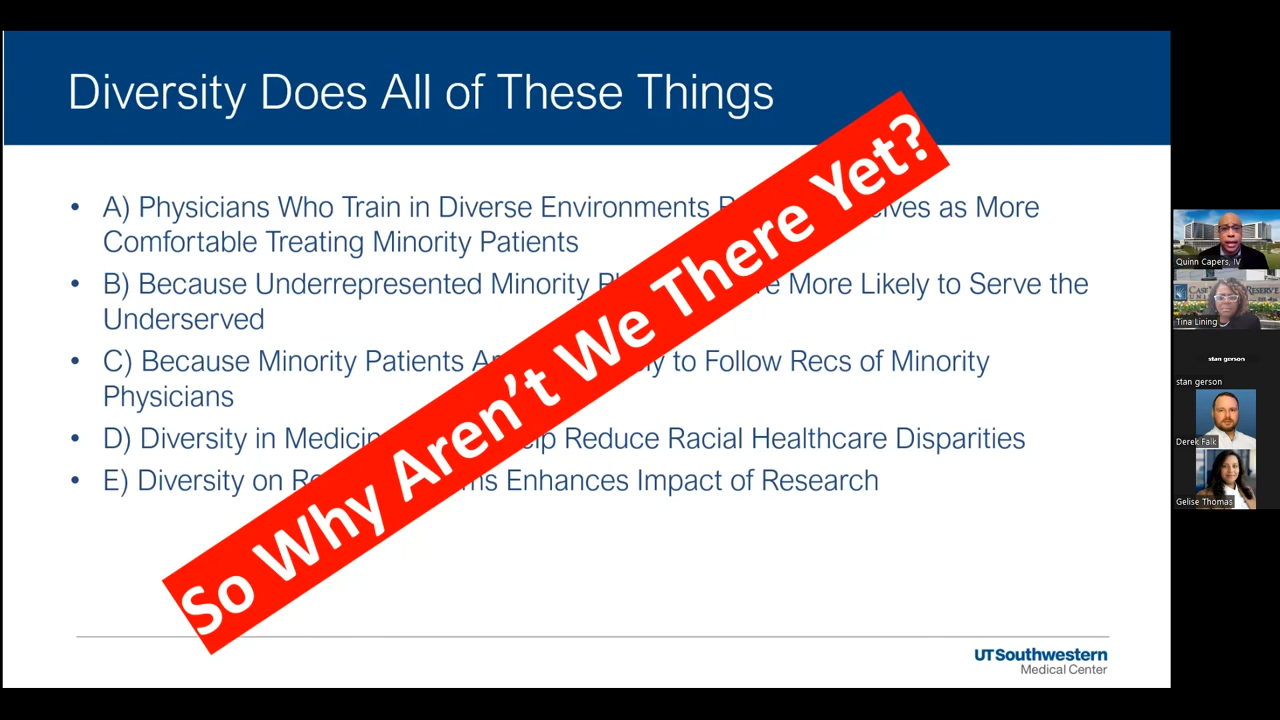 Diversity Does All of These Things
• A) Physicians Who Train in Diverse Environments as More
Comfortable Treating Minority Patients
• B) Because Underrepresented Minority More Likely to Serve the
Underserved
• C) Because Minority Patients to Follow Recs of Minority
Physicians
• D) Diversity in Reduce Racial Healthcare Disparities
• E) Diversity on Enhances Impact of Research
So Why Aren't We There Yet?
UTSouthwestern
Medical Center
Quinn Capers, IV
Tina Lining
stan gerson
stan gerson
Derek Falk
Gelise Thomas